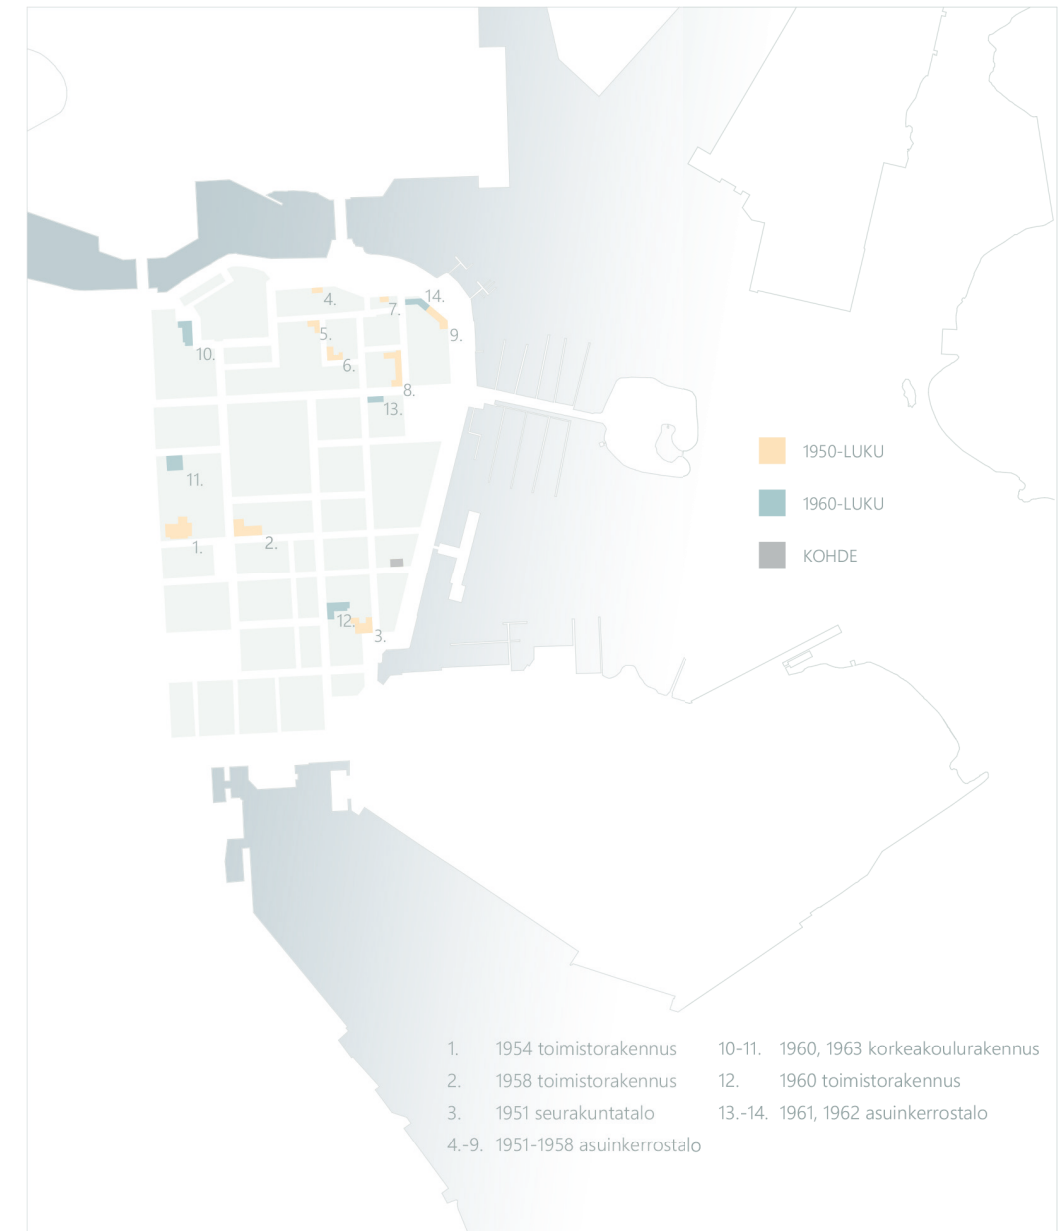 4.
14.
7.
5.
9.
10.
6.
8.
13.
1950-LUKU
11.
1960-LUKU
1.
2.
KOHDE
12.
3.
1. 1954 toimistorakennus
2. 1958 toimistorakennus
3. 1951 seurakuntatalo
4.-9. 1951-1958 asuinkerrostalo
10-11. 1960, 1963 korkeakoulurakennus
12. 1960 toimistorakennus
13.-14. 1961, 1962 asuinkerrostalo